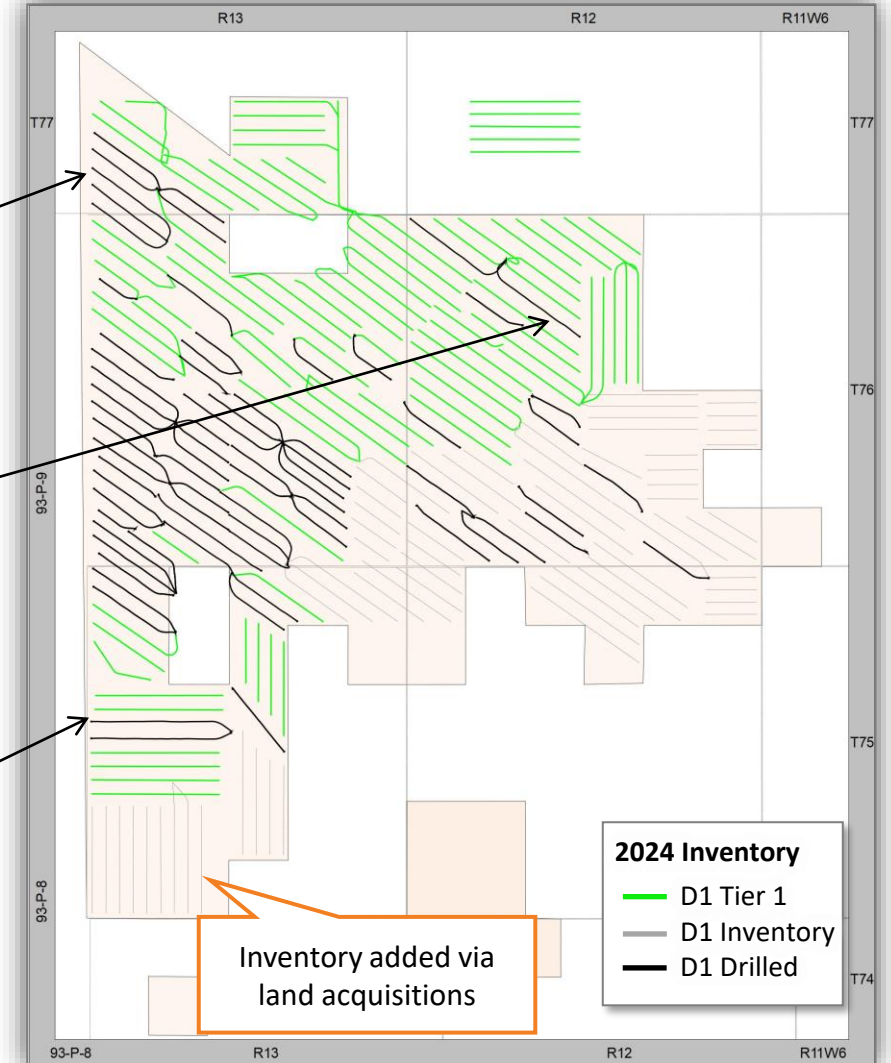 R13
R12
R11W6
T77
T77
T76
93-P-9
T75
93-P-8
2024 Inventory
D1 Tier 1
D1 Inventory
D1 Drilled
Inventory added via
land acquisitions
T74
93-P-8
R13
R12
R11W6